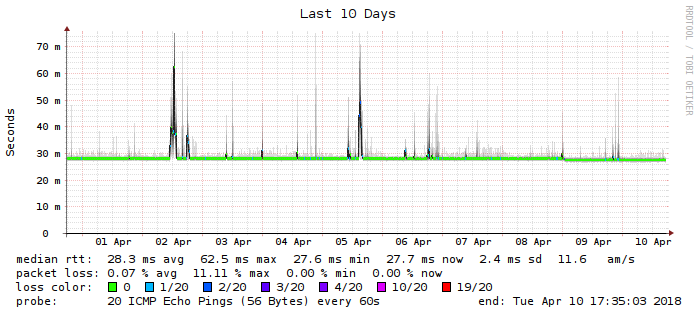 Last 10 Days
RRDTOOL / TOBI OETIKER
Seconds
70 m
60 m
50 m
40 m
30 m
20 m
10 m
0
01 Apr 02 Apr 03 Apr 04 Apr 05 Apr 06 Apr 07 Apr 08 Apr 09 Apr 10 Apr
median rtt: 28.3 ms avg 62.5 ms max 27.6 ms min 27.7 ms now 2.4 ms sd 11.6 am/s
packet loss: 0.07 % avg 11.11 % max 0.00 % min 0.00 % now
loss color: 0 1/20 2/20 3/20 4/20 10/20 19/20
probe: 20 ICMP Echo Pings (56 Bytes) every 60s end: Tue Apr 10 17:35:03 2018